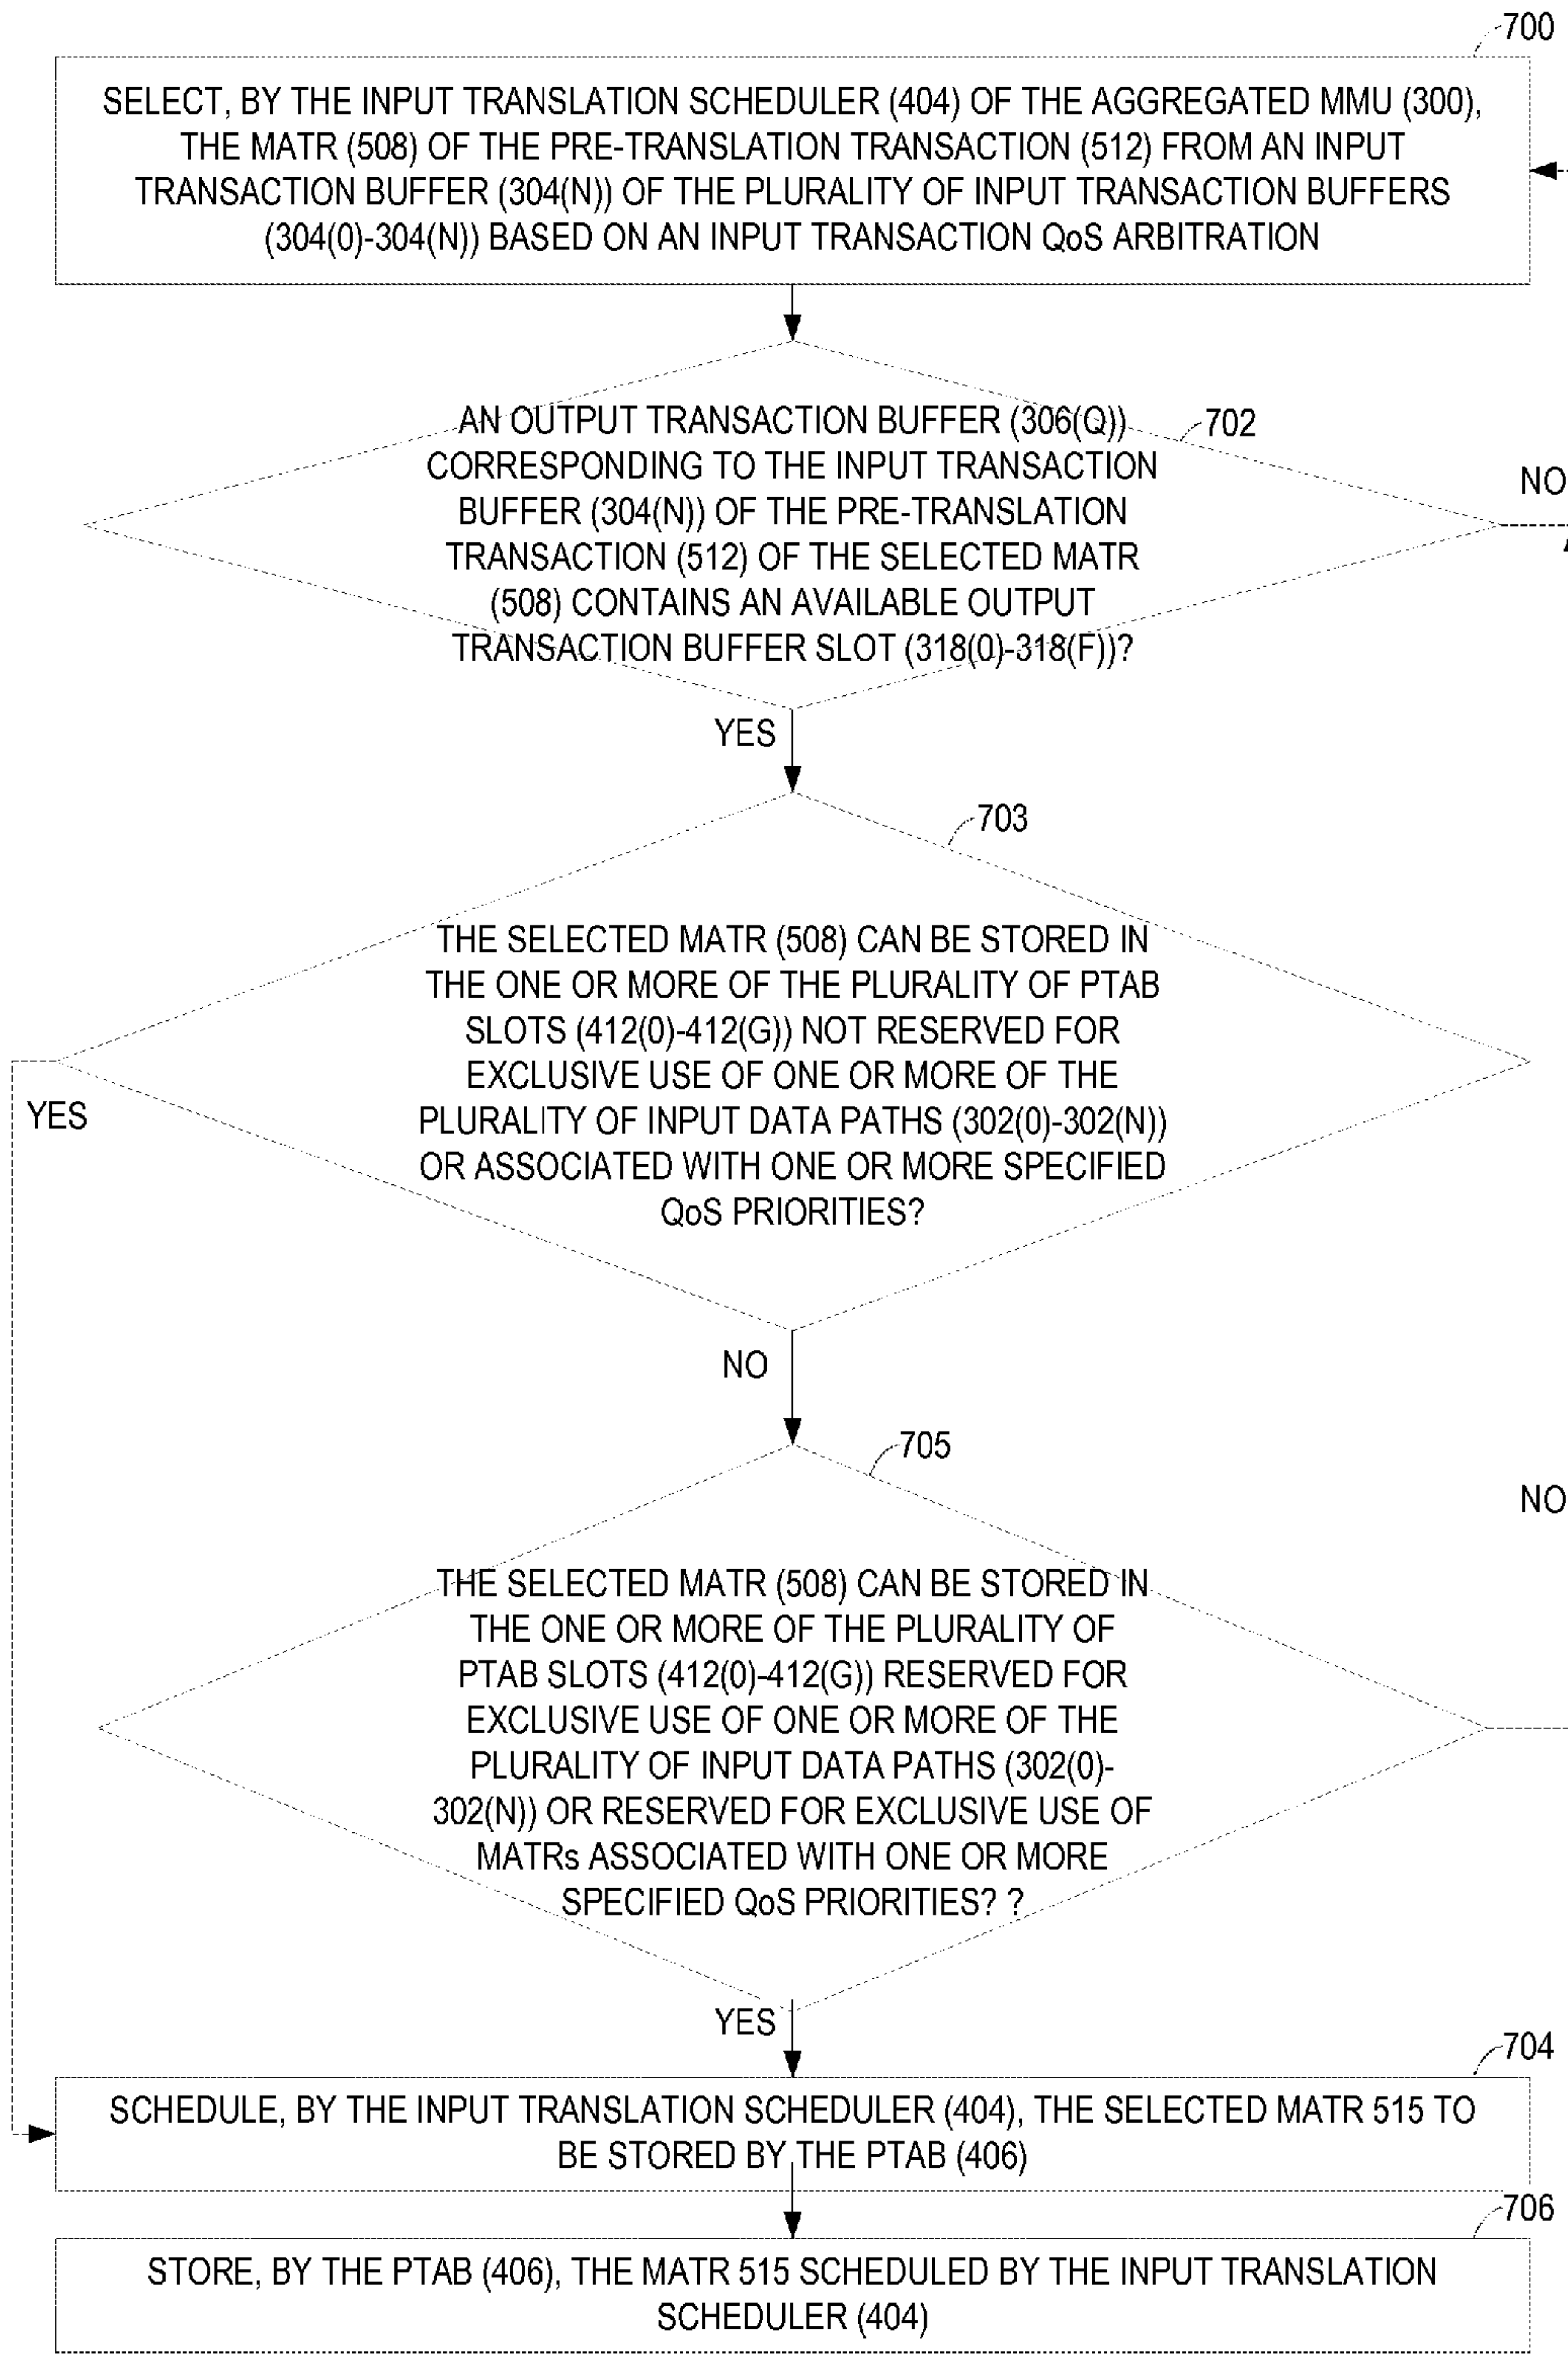 700
SELECT, BY THE INPUT TRANSLATION SCHEDULER (404) OF THE AGGREGATED MMU (300),
THE MATR (508) OF THE PRE-TRANSLATION TRANSACTION (512) FROM AN INPUT
TRANSACTION BUFFER (304(N)) OF THE PLURALITY OF INPUT TRANSACTION BUFFERS
(304(0)-304(N)) BASED ON AN INPUT TRANSACTION QoS ARBITRATION
702
AN OUTPUT TRANSACTION BUFFER (306(Q))
CORRESPONDING TO THE INPUT TRANSACTION
BUFFER (304(N)) OF THE PRE-TRANSLATION
TRANSACTION (512) OF THE SELECTED MATR
(508) CONTAINS AN AVAILABLE OUTPUT
TRANSACTION BUFFER SLOT (318(0)-318(F))?
NO
YES
703
THE SELECTED MATR (508) CAN BE STORED IN
THE ONE OR MORE OF THE PLURALITY OF PTAB
SLOTS (412(0)-412(G)) NOT RESERVED FOR
EXCLUSIVE USE OF ONE OR MORE OF THE
PLURALITY OF INPUT DATA PATHS (302(0)-302(N))
OR ASSOCIATED WITH ONE OR MORE SPECIFIED
QoS PRIORITIES?
YES
NO
705
THE SELECTED MATR (508) CAN BE STORED IN
THE ONE OR MORE OF THE PLURALITY OF
PTAB SLOTS (412(0)-412(G)) RESERVED FOR
EXCLUSIVE USE OF ONE OR MORE OF THE
PLURALITY OF INPUT DATA PATHS (302(0)-
302(N)) OR RESERVED FOR EXCLUSIVE USE OF
MATRs ASSOCIATED WITH ONE OR MORE
SPECIFIED QoS PRIORITIES? ?
NO
YES
704
SCHEDULE, BY THE INPUT TRANSLATION SCHEDULER (404), THE SELECTED MATR 515 TO
BE STORED BY THE PTAB (406)
706
STORE, BY THE PTAB (406), THE MATR 515 SCHEDULED BY THE INPUT TRANSLATION
SCHEDULER (404)